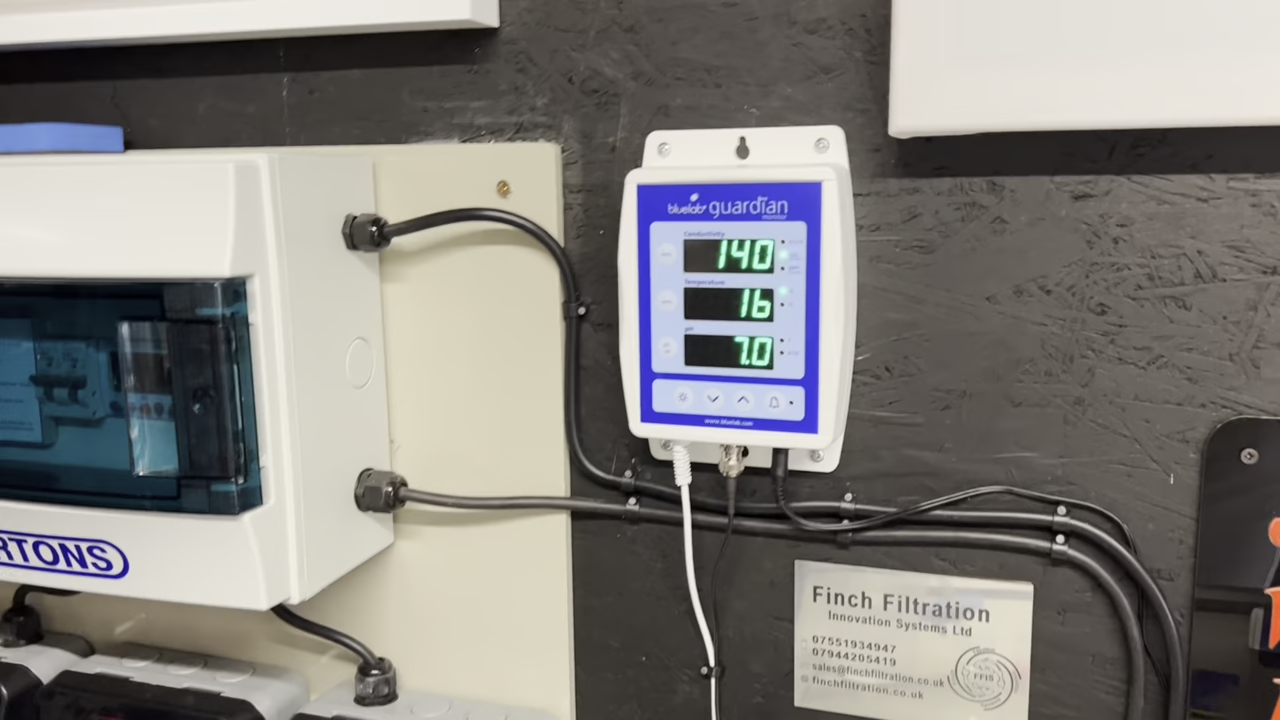 bluelab guardian
monitor
Conductivity
140
Temperature
16
pH
7.0
www.bluelab.com
RTONS
Finch Filtration
Innovation Systems Ltd
07551934947
07944205419
sales@finchfiltration.co.uk
finchfiltration.co.uk
FFIS